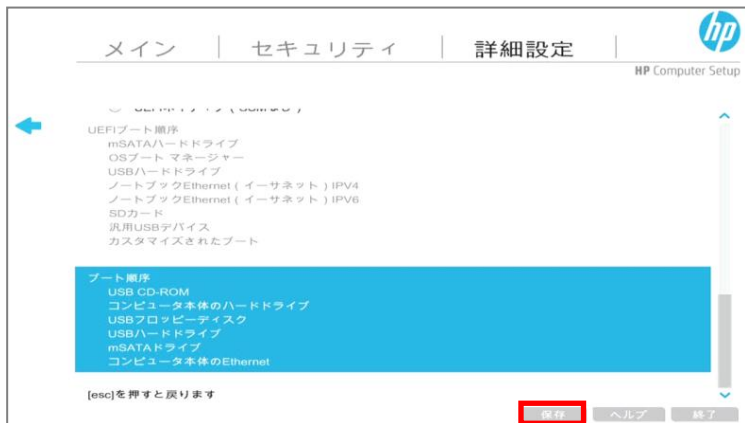 hp
メイン | セキュリティ | 詳細設定 |
HP Computer Setup
UEFIブート順序
mSATAハードドライブ
OSブート マネージャー
USBハードドライブ
ノートブックEthernet ( イーサネット ) IPV4
ノートブックEthernet ( イーサネット ) IPV6
SDカード
汎用USBデバイス
カスタマイズされたブート
ブート順序
USB CD-ROM
コンピュータ本体のハードドライブ
USBフロッピーディスク
USBハードドライブ
mSATAドライブ
コンピュータ本体のEthernet
[esc]を押すと戻ります
保存 ヘルプ 終了